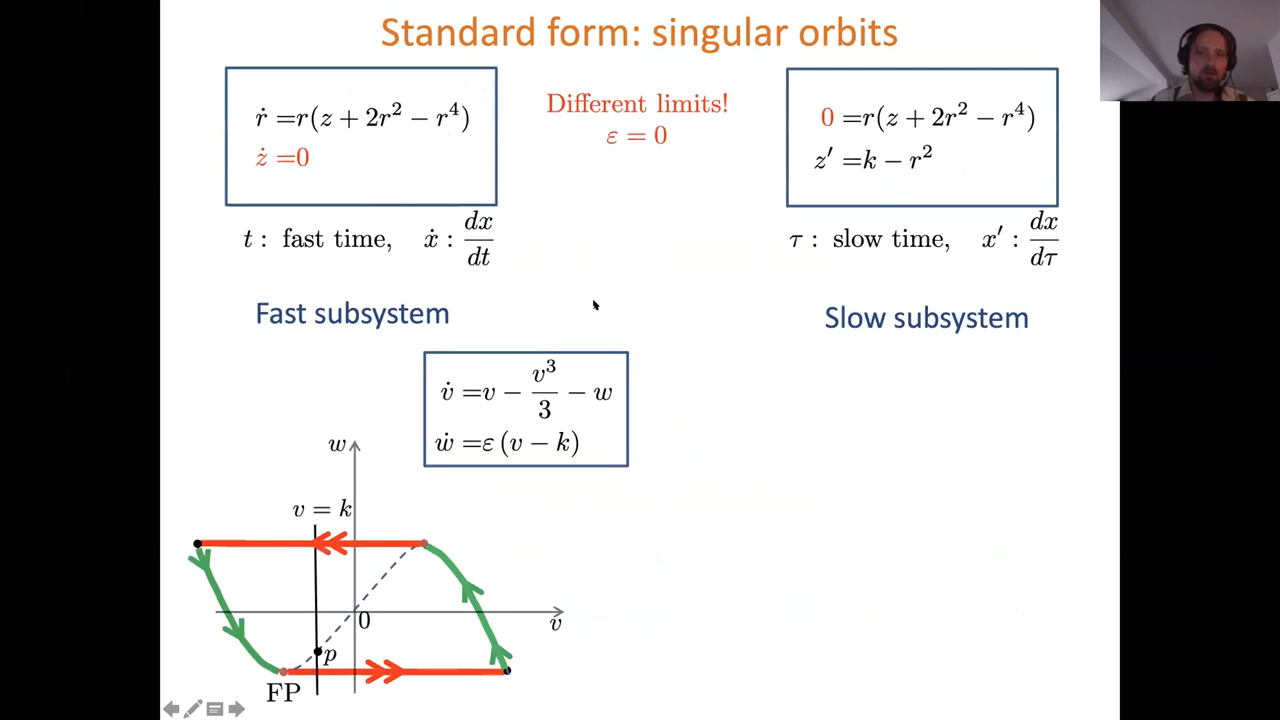 Standard form: singular orbits
ṙ =r(z + 2r² − r⁴)
ż =0
Different limits!
ε = 0
0 =r(z + 2r² − r⁴)
z′ =k − r²
t : fast time, ẋ : dx/dt
τ : slow time, x′ : dx/dτ
Fast subsystem
Slow subsystem
v̇ =v − v³/3 − w
ẇ =ε (v − k)
w
v = k
0
v
p
FP